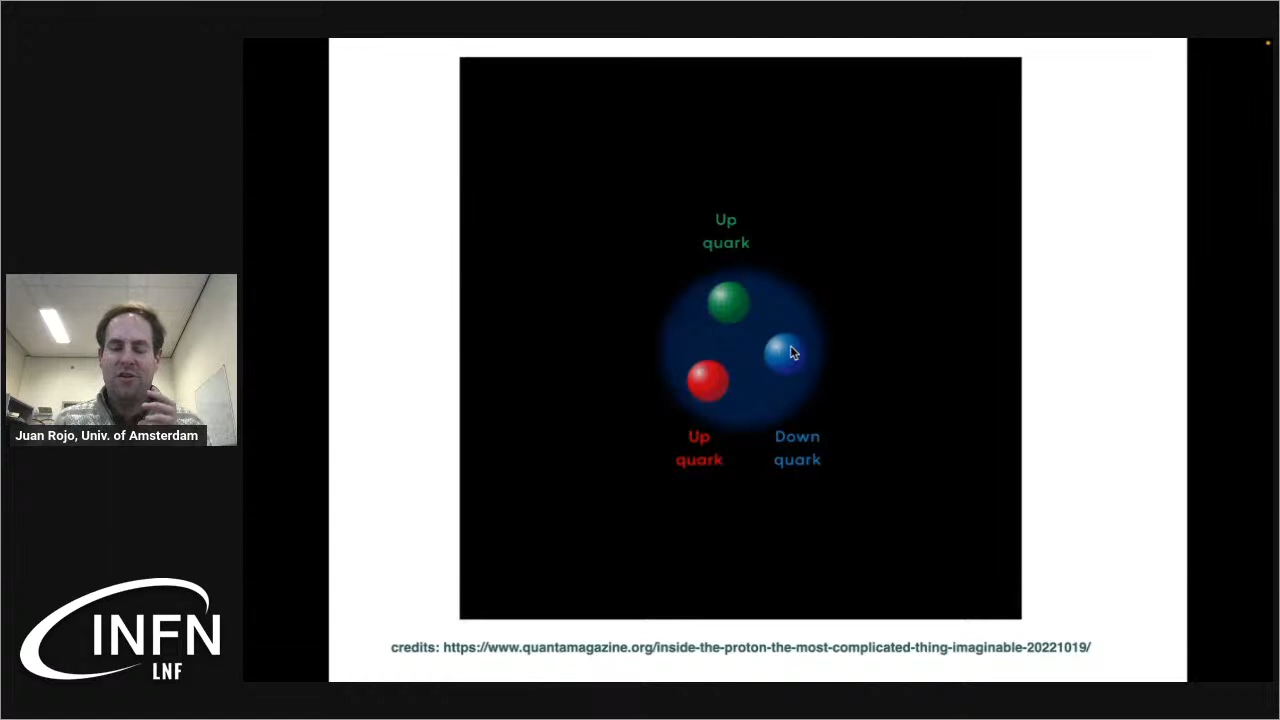 Up
quark
Up
quark
Down
quark
credits: https://www.quantamagazine.org/inside-the-proton-the-most-complicated-thing-imaginable-20221019/
Juan Rojo, Univ. of Amsterdam
INFN
LNF